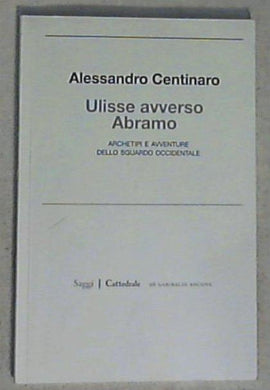 Alessandro Centinaro
Ulisse avverso
Abramo
ARCHETIPI E AVVENTURE
DELLO SGUARDO OCCIDENTALE
Saggi | Cattedrale